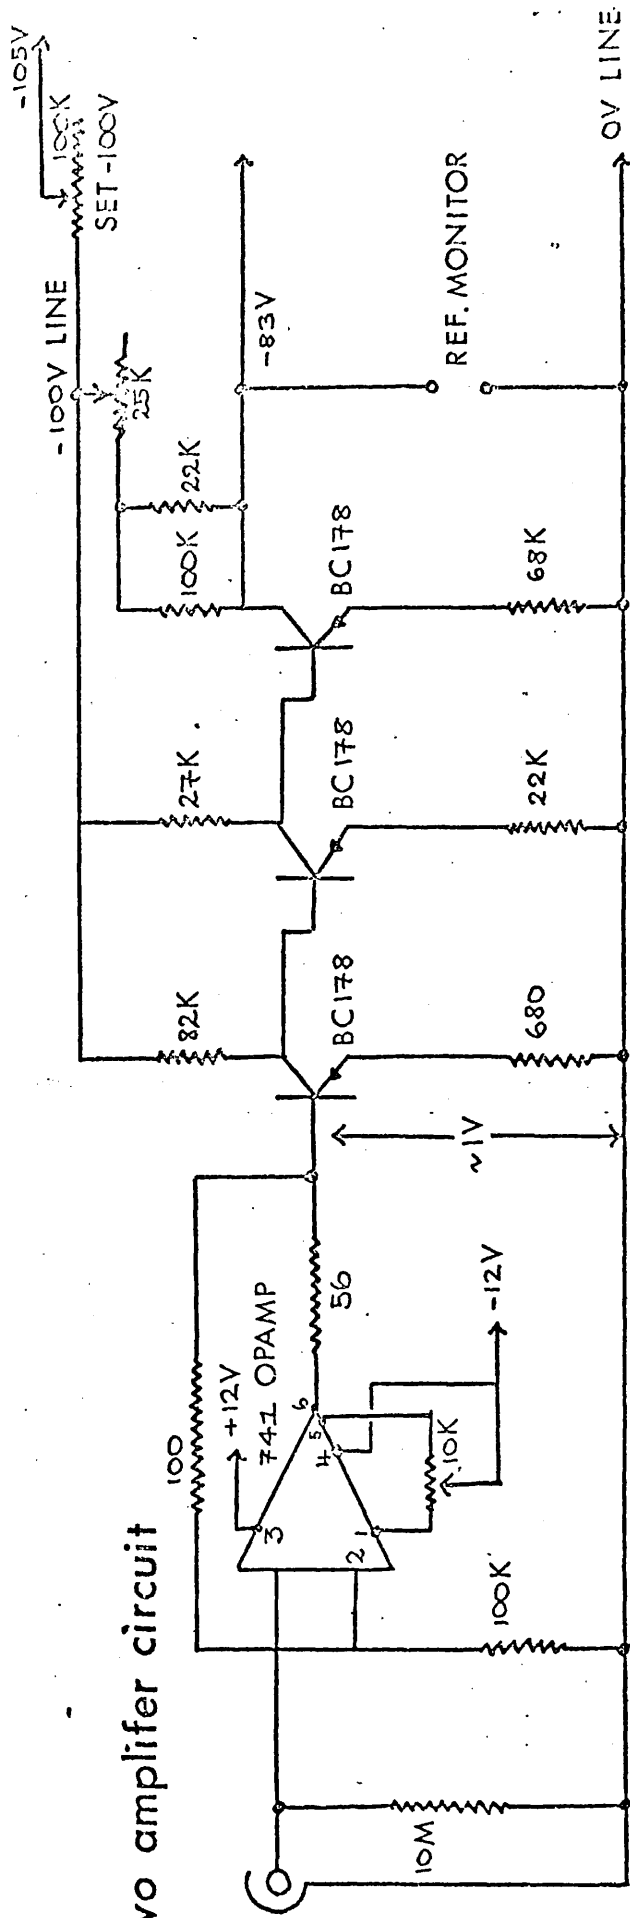 vo amplifer circuit
10M
100K
100
3
+12V
741 OPAMP
2
1
4
5
6
10K
-12V
56
~1V
82K
BC178
680
27K
BC178
22K
100K
22K
BC178
68K
-100V LINE
25K
-83V
REF. MONITOR
100K
SET -100V
-105V
0V LINE